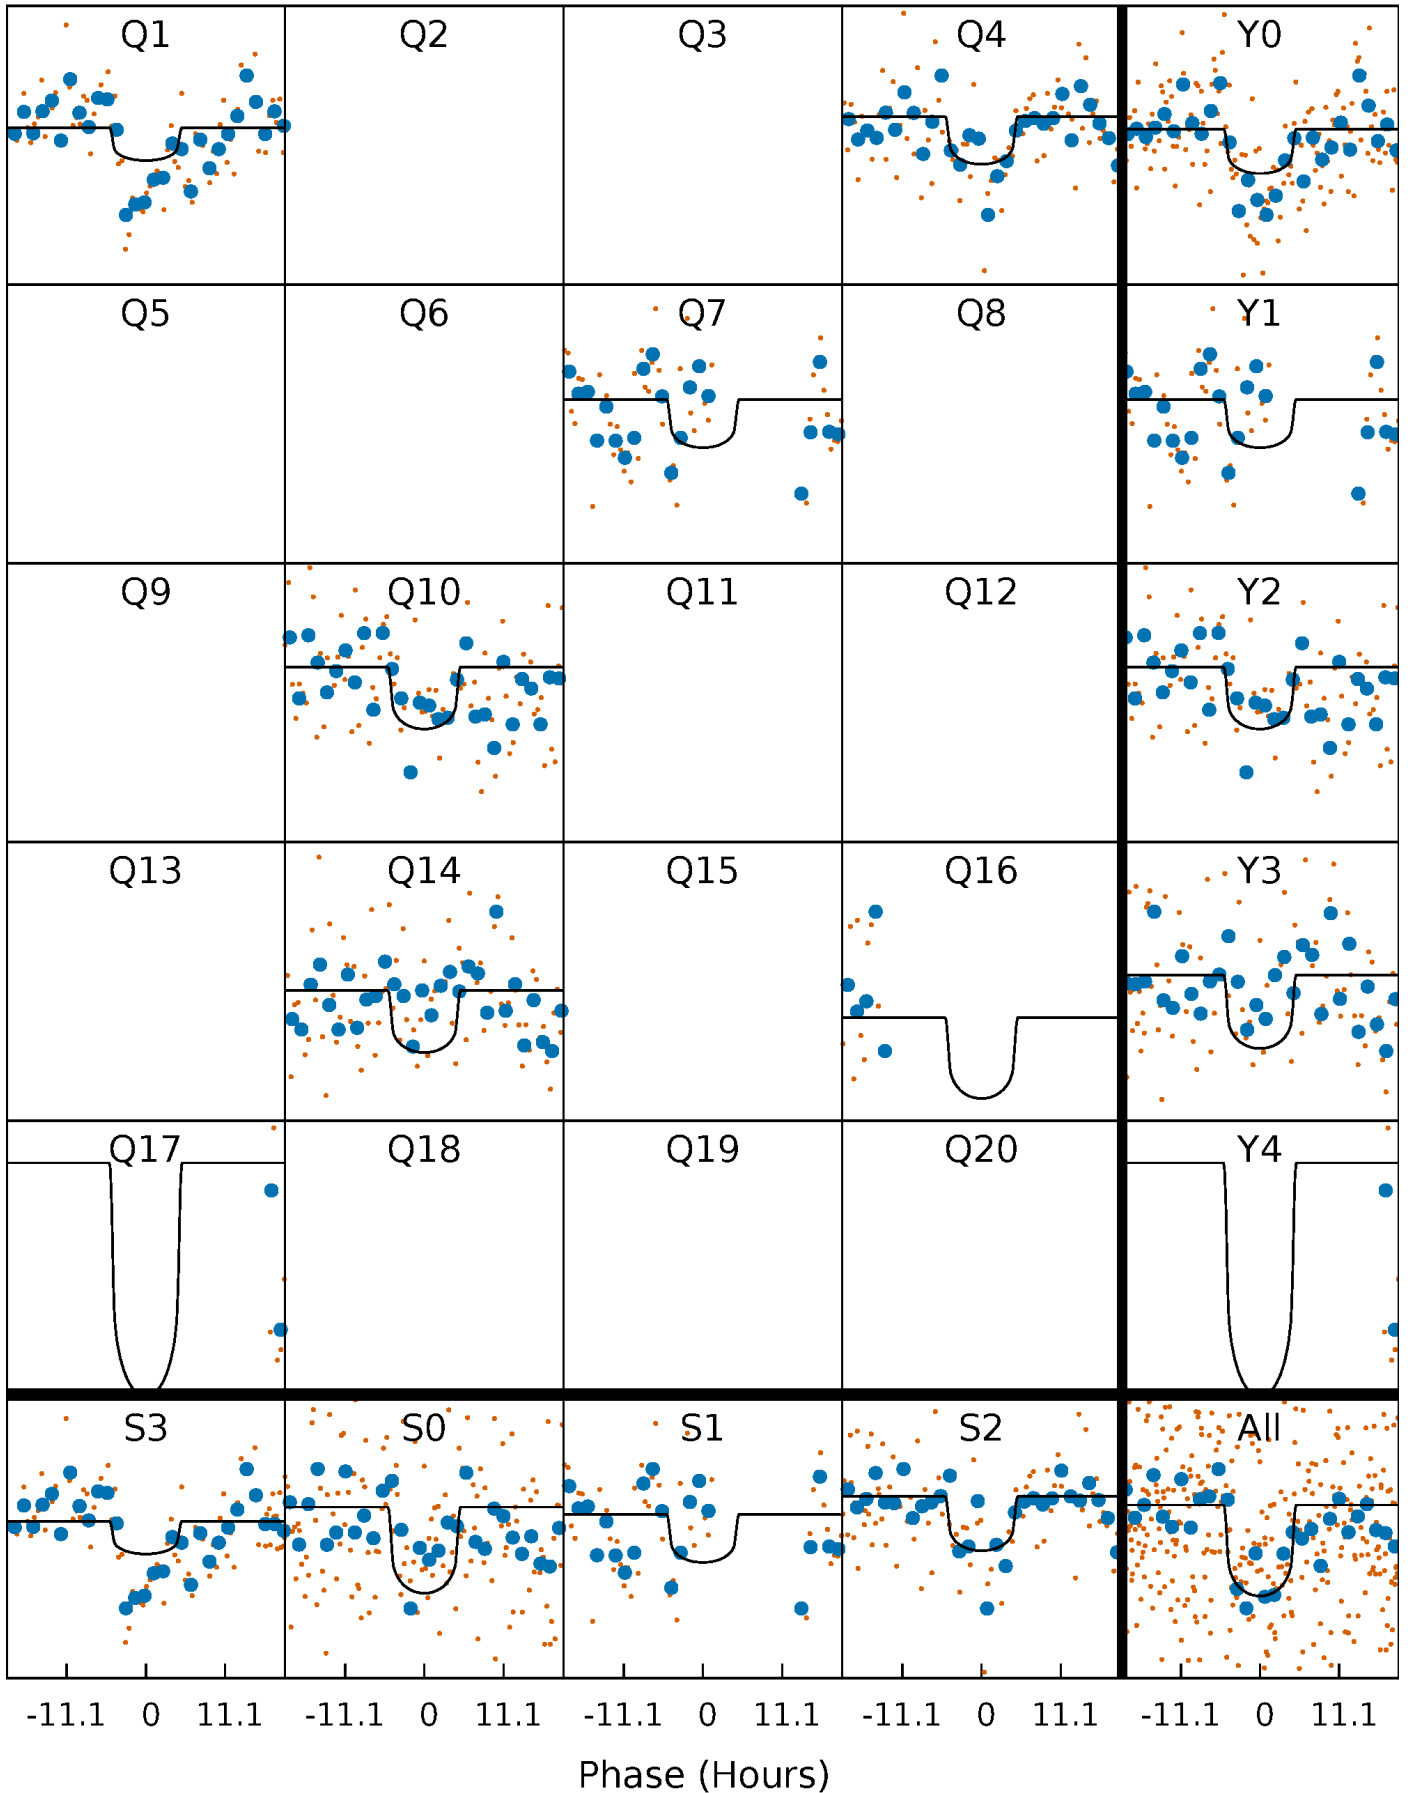 Q1 Q2 Q3 Q4 Y0
Q5 Q6 Q7 Q8 Y1
Q9 Q10 Q11 Q12 Y2
Q13 Q14 Q15 Q16 Y3
Q17 Q18 Q19 Q20 Y4
S3 S0 S1 S2 All
-11.1 0 11.1 -11.1 0 11.1 -11.1 0 11.1 -11.1 0 11.1 -11.1 0 11.1
Phase (Hours)